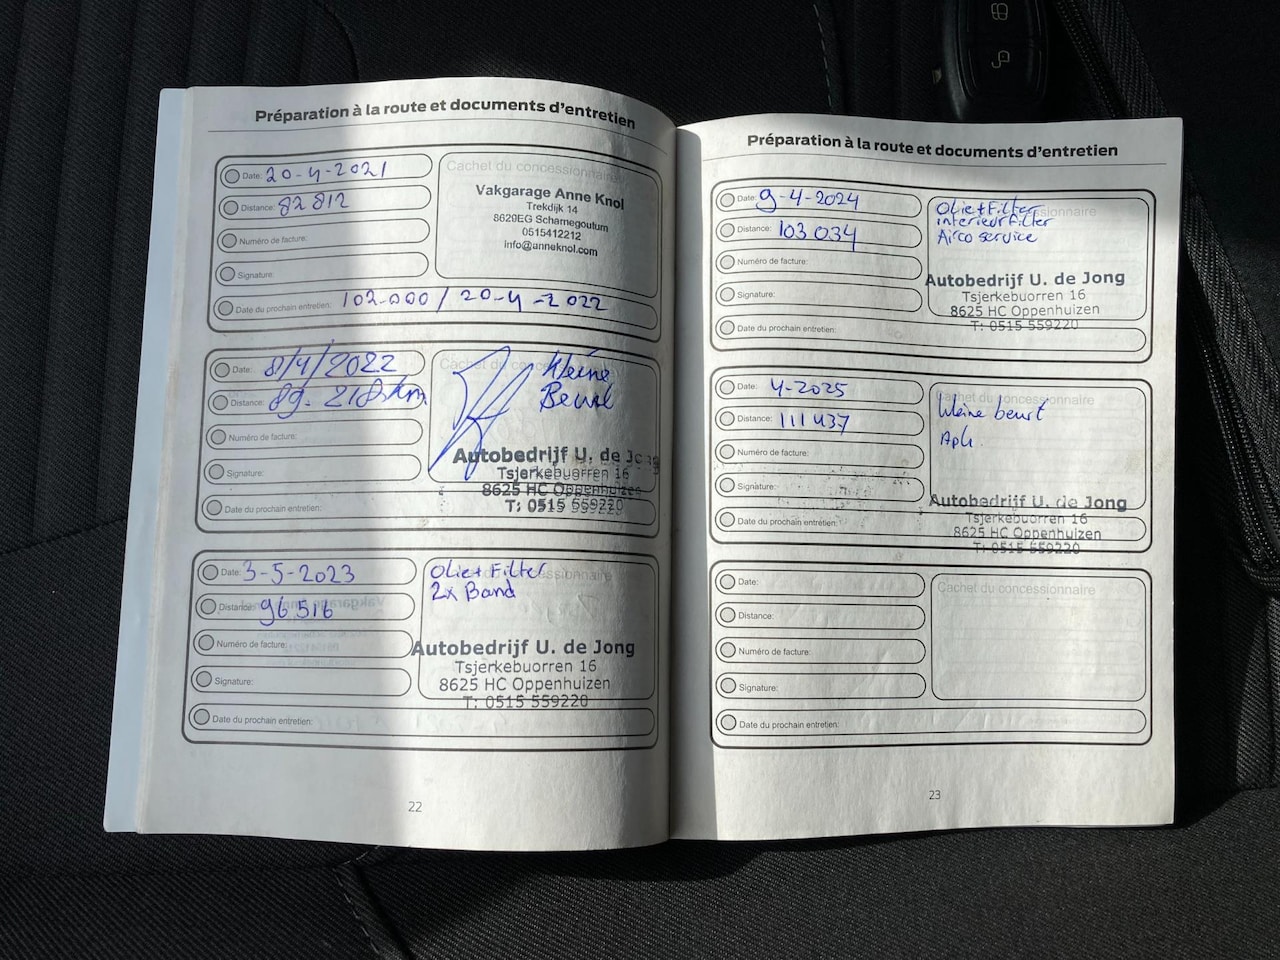 Préparation à la route et documents d'entretien
Date: 20-4-2021
Distance: 82812
Numéro de facture:
Signature:
Date du prochain entretien: 102.000 / 20-4-2022
Cachet du concessionnaire
Vakgarage Anne Knol
Trekdijk 14
8629EG Scharnegoutum
0515412212
info@anneknol.com
Date: 8/4/2022
Distance: 89.218 km
Numéro de facture:
Signature:
Date du prochain entretien:
Kleine
Beurt
Autobedrijf U. de Jong
Tsjerkebuorren 16
8625 HC Oppenhuizen
T: 0515 559220
Date: 3-5-2023
Distance: 96516
Numéro de facture:
Signature:
Date du prochain entretien:
Olie+Filter
2x Band
Autobedrijf U. de Jong
Tsjerkebuorren 16
8625 HC Oppenhuizen
T: 0515 559220
22
Préparation à la route et documents d'entretien
Date: 9-4-2024
Distance: 103034
Numéro de facture:
Signature:
Date du prochain entretien:
Olie+Filter
interieurfilter
Airco service
Autobedrijf U. de Jong
Tsjerkebuorren 16
8625 HC Oppenhuizen
T: 0515 559220
Date: 4-2025
Distance: 111437
Numéro de facture:
Signature:
Date du prochain entretien:
Cachet du concessionnaire
kleine beurt
Apk.
Autobedrijf U. de Jong
Tsjerkebuorren 16
8625 HC Oppenhuizen
T: 0515 559220
Date:
Distance:
Numéro de facture:
Signature:
Date du prochain entretien:
Cachet du concessionnaire
23